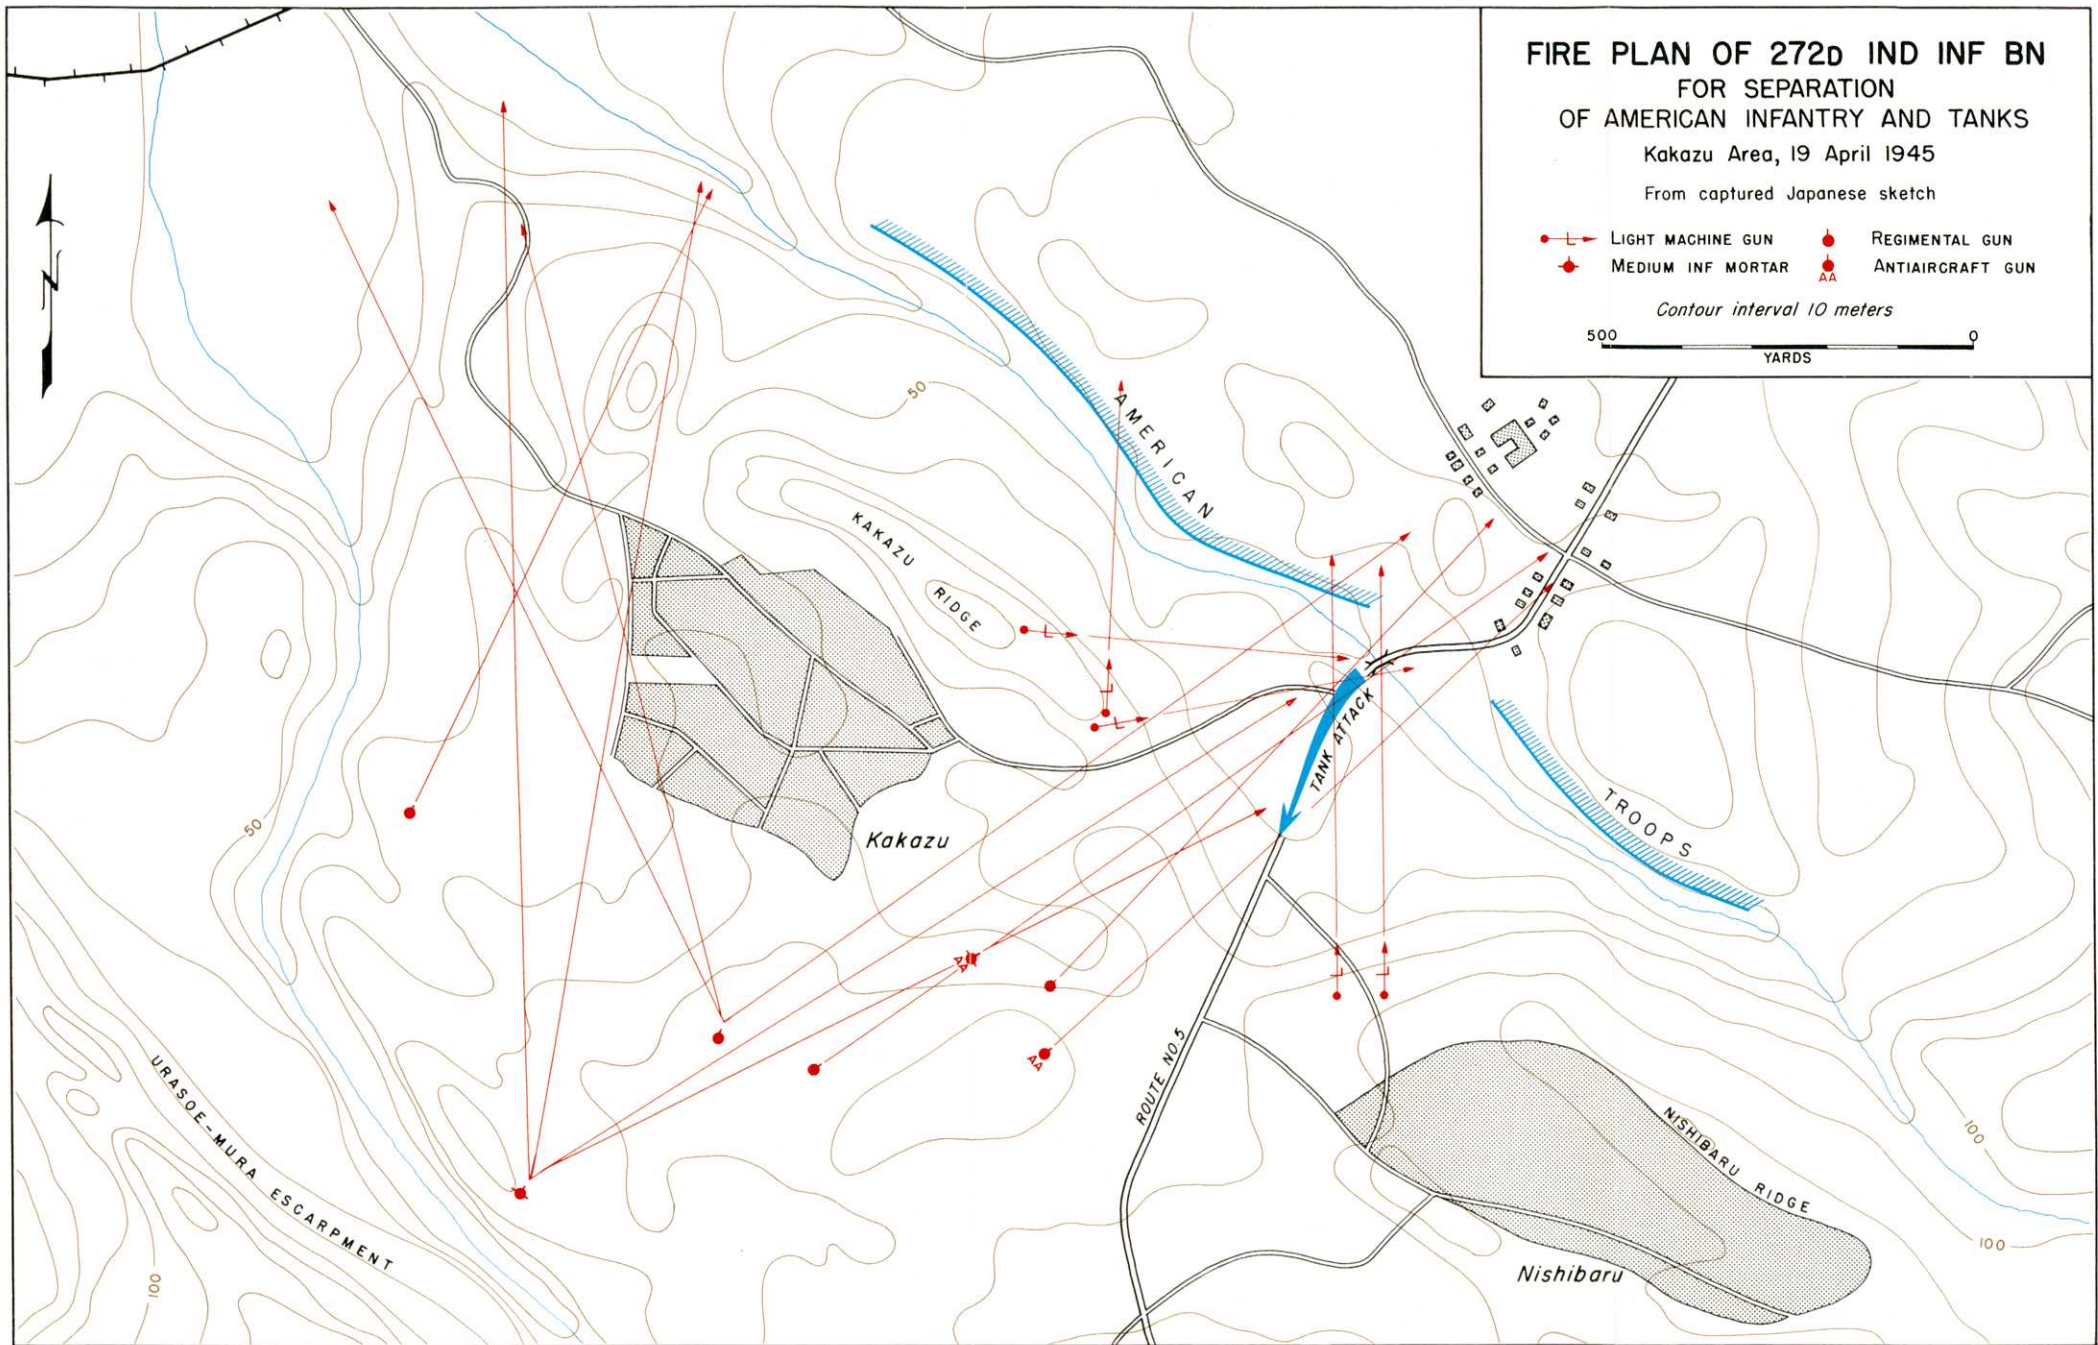 FIRE PLAN OF 272D IND INF BN
FOR SEPARATION
OF AMERICAN INFANTRY AND TANKS
Kakazu Area, 19 April 1945
From captured Japanese sketch
L LIGHT MACHINE GUN
REGIMENTAL GUN
MEDIUM INF MORTAR
AA ANTIAIRCRAFT GUN
Contour interval 10 meters
500 0
YARDS
N
50
AMERICAN
KAKAZU
RIDGE
L
L
L
TANK ATTACK
TROOPS
50
Kakazu
AA
L
L
AA
ROUTE NO. 5
URASOE-MURA ESCARPMENT
NISHIBARU RIDGE
100
100
100
Nishibaru